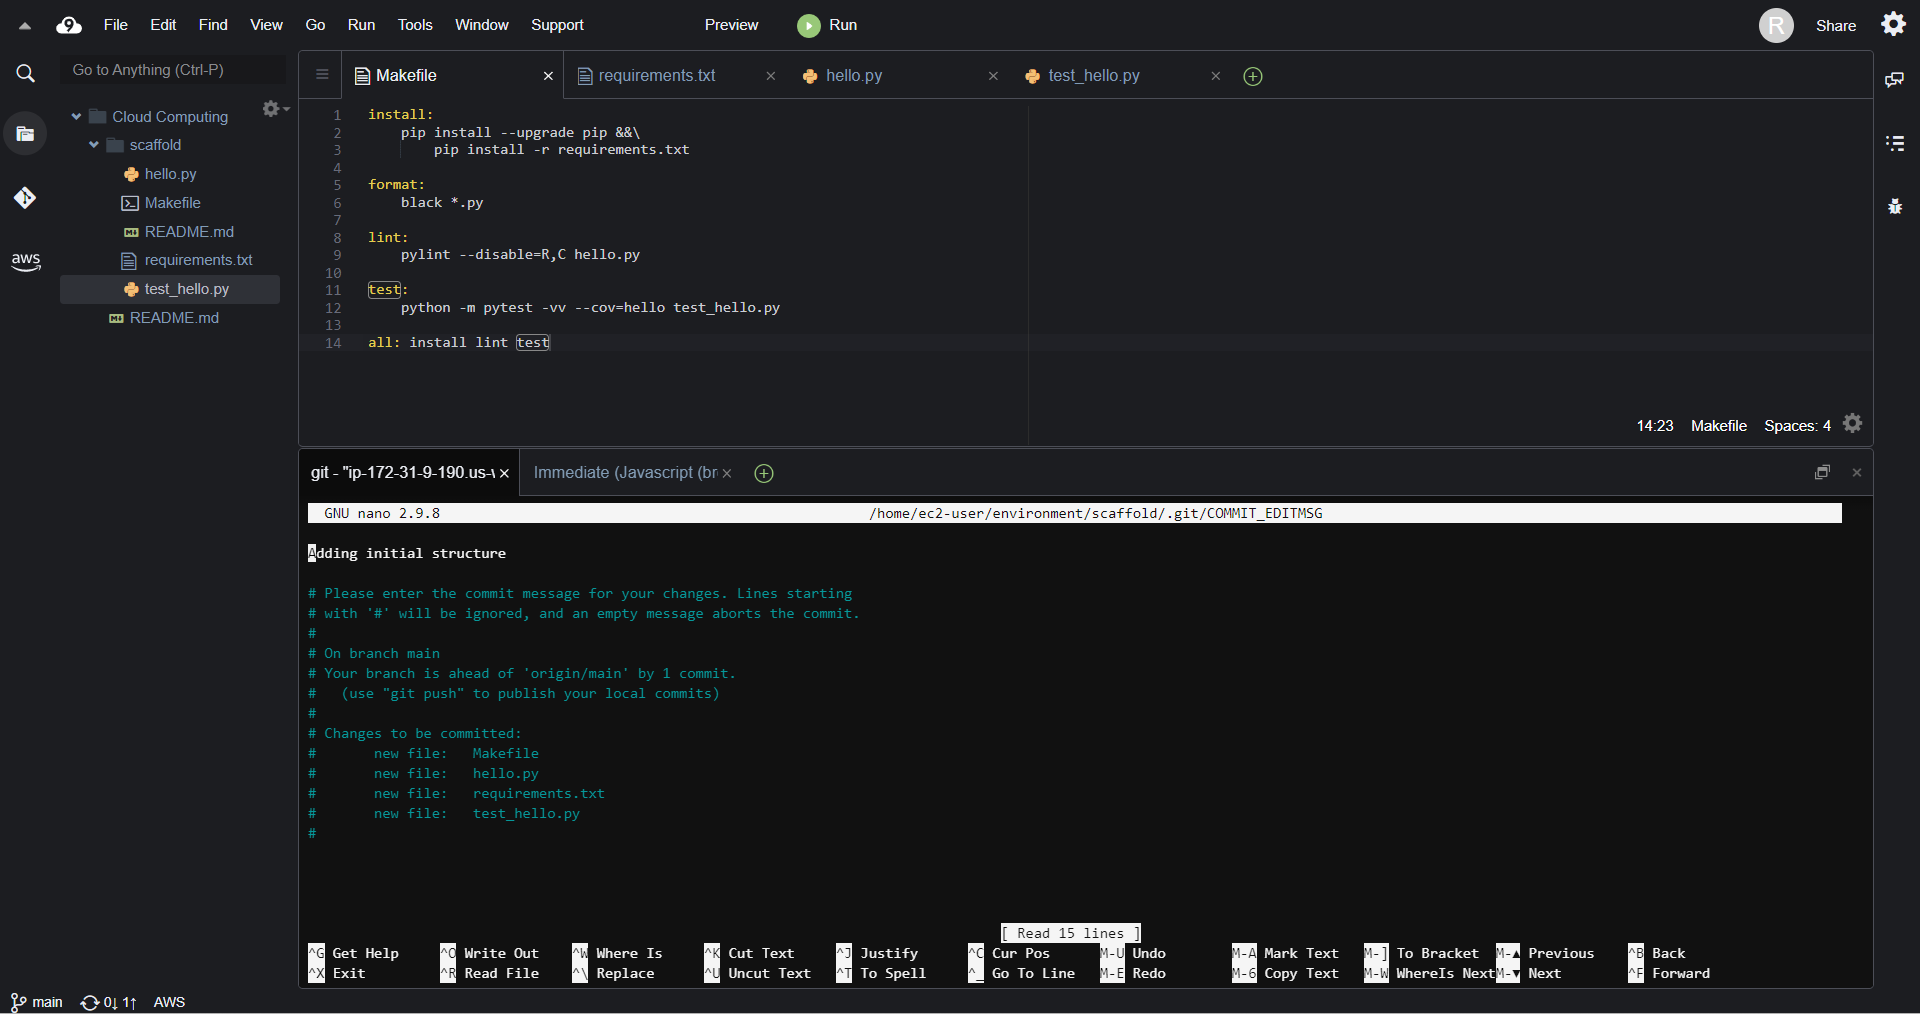 File Edit Find View Go Run Tools Window Support Preview Run R Share
Go to Anything (Ctrl-P)
Cloud Computing
scaffold
hello.py
Makefile
README.md
requirements.txt
test_hello.py
README.md
aws
Makefile requirements.txt hello.py test_hello.py
1 install:
2 pip install --upgrade pip &&\
3 pip install -r requirements.txt
4
5 format:
6 black *.py
7
8 lint:
9 pylint --disable=R,C hello.py
10
11 test:
12 python -m pytest -vv --cov=hello test_hello.py
13
14 all: install lint test
14:23 Makefile Spaces: 4
git - "ip-172-31-9-190.us-w Immediate (Javascript (br
GNU nano 2.9.8 /home/ec2-user/environment/scaffold/.git/COMMIT_EDITMSG
Adding initial structure
# Please enter the commit message for your changes. Lines starting
# with '#' will be ignored, and an empty message aborts the commit.
#
# On branch main
# Your branch is ahead of 'origin/main' by 1 commit.
#   (use "git push" to publish your local commits)
#
# Changes to be committed:
#       new file:   Makefile
#       new file:   hello.py
#       new file:   requirements.txt
#       new file:   test_hello.py
#
[ Read 15 lines ]
^G Get Help ^O Write Out ^W Where Is ^K Cut Text ^J Justify ^C Cur Pos M-U Undo M-A Mark Text M-] To Bracket M-▲ Previous ^B Back
^X Exit ^R Read File ^\ Replace ^U Uncut Text ^T To Spell ^_ Go To Line M-E Redo M-6 Copy Text M-W WhereIs Next M-▼ Next ^F Forward
main 0↓ 1↑ AWS